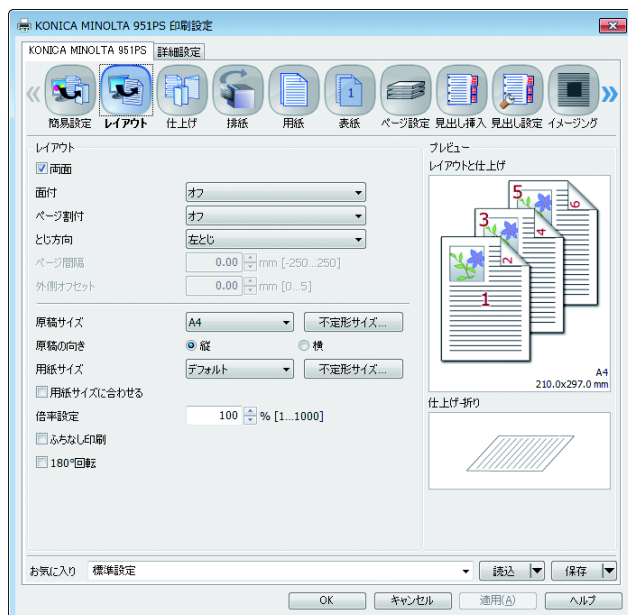 KONICA MINOLTA 951PS 印刷設定
KONICA MINOLTA 951PS 詳細設定
簡易設定 レイアウト 仕上げ 排紙 用紙 表紙 ページ設定 見出し挿入 見出し設定 イメージング
1
レイアウト
両面
面付 オフ
ページ割付 オフ
とじ方向 左とじ
ページ間隔 0.00 mm [-250...250]
外側オフセット 0.00 mm [0...5]
原稿サイズ A4 不定形サイズ...
原稿の向き 縦 横
用紙サイズ デフォルト 不定形サイズ...
用紙サイズに合わせる
倍率設定 100 % [1...1000]
ふちなし印刷
180°回転
プレビュー
レイアウトと仕上げ
5
6
3
4
2
1
A4
210.0x297.0 mm
仕上げ-折り
お気に入り 標準設定 読込 保存
OK キャンセル 適用(A) ヘルプ